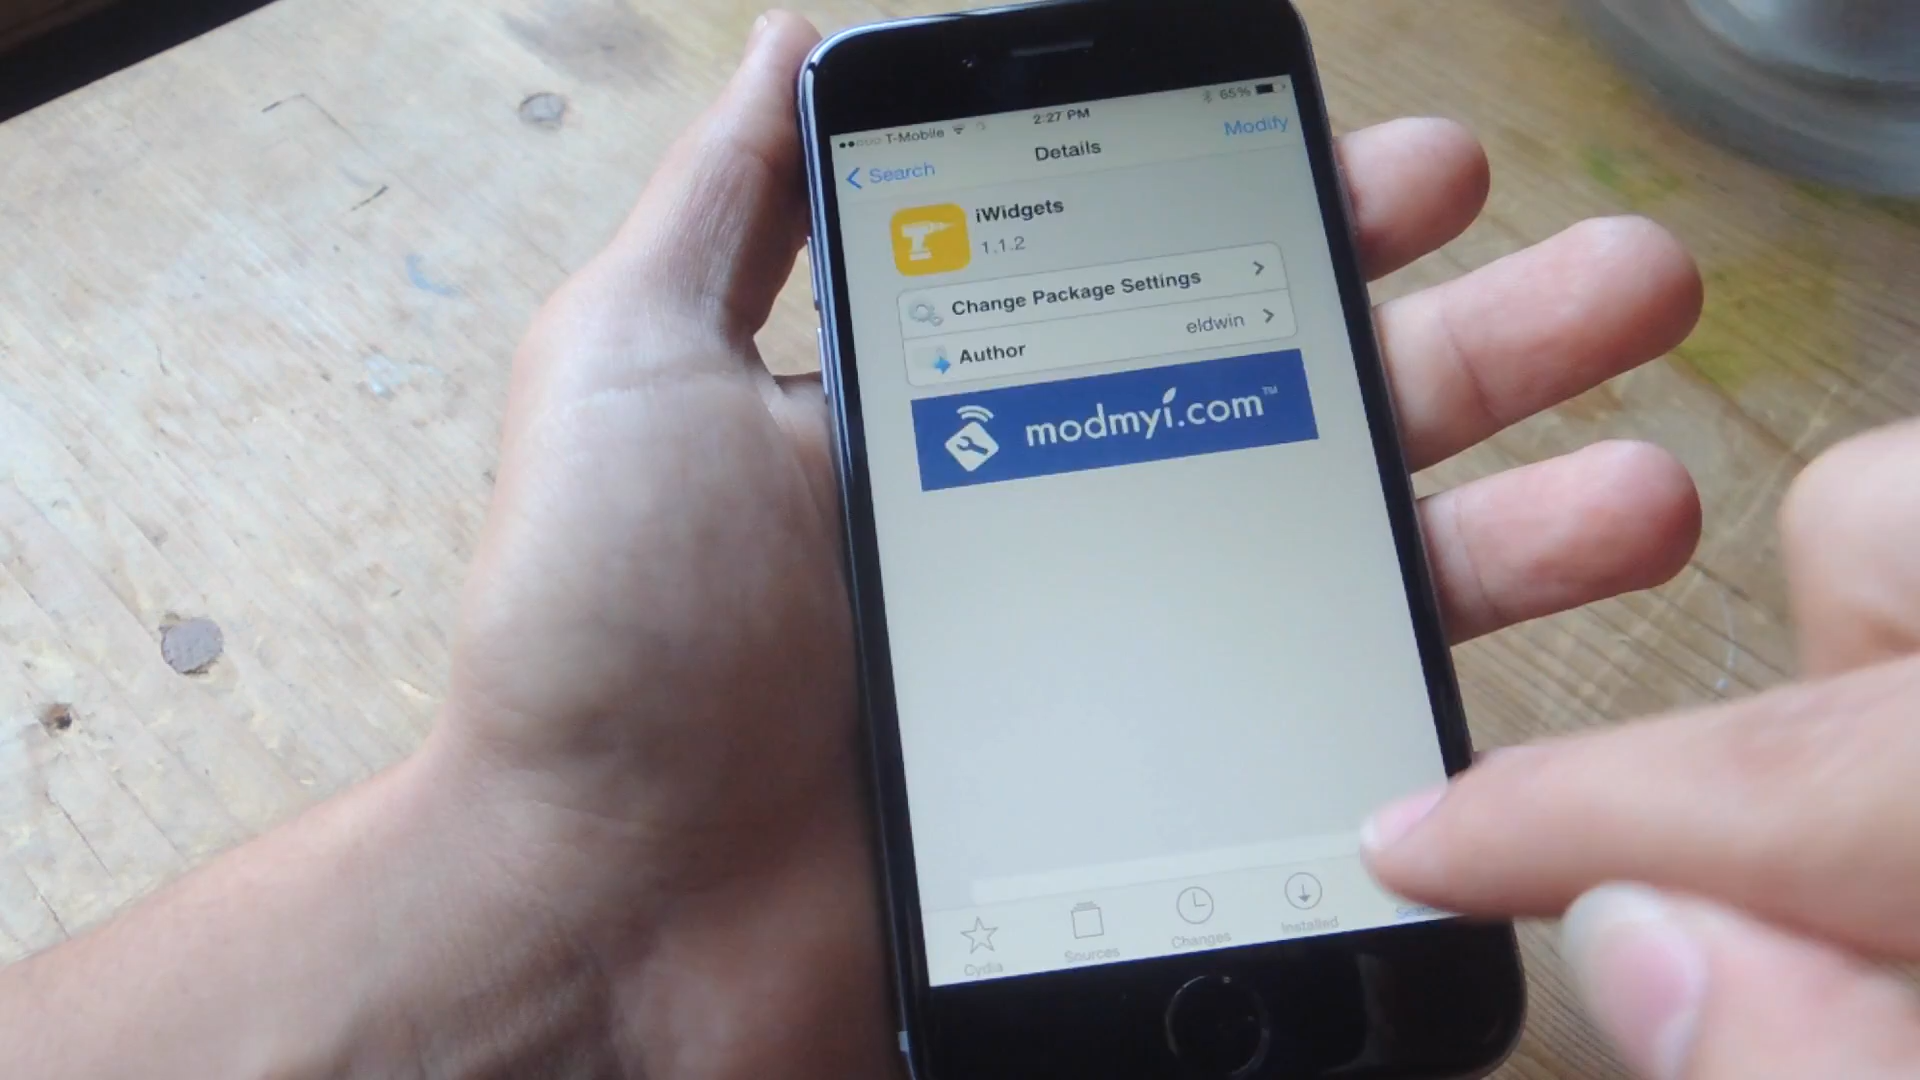 T-Mobile 2:27 PM 65%
Search Details Modify
iWidgets
1.1.2
Change Package Settings
Author eldwin
modmyi.com™
Cydia Sources Changes Installed